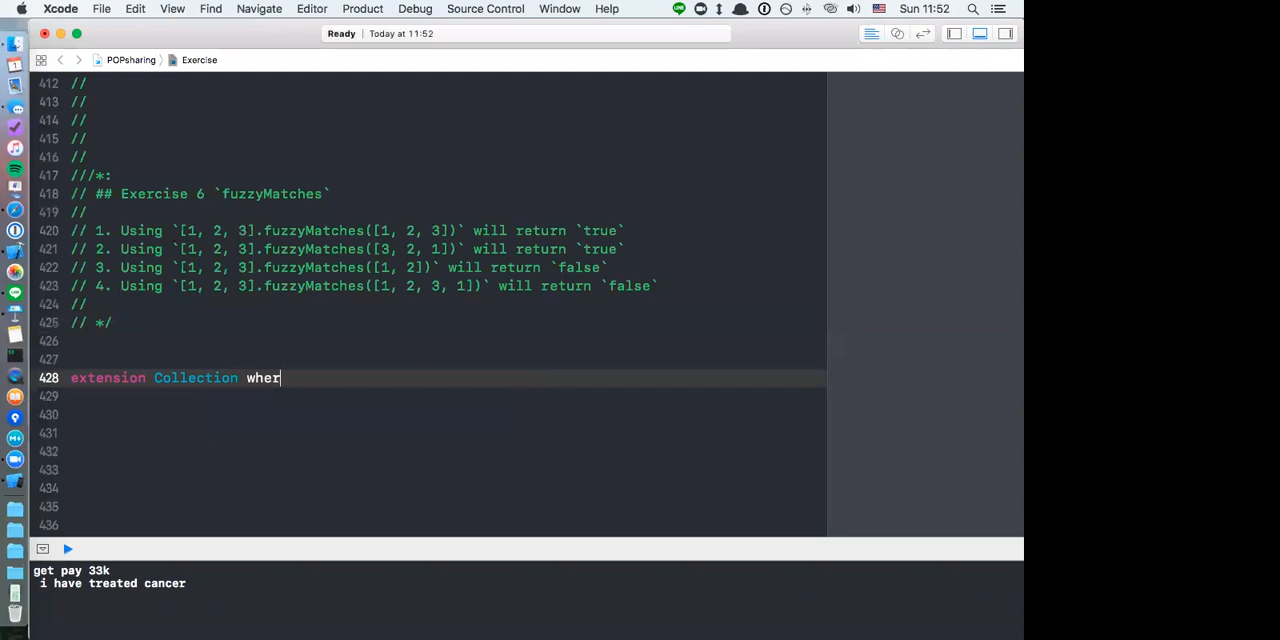 Xcode File Edit View Find Navigate Editor Product Debug Source Control Window Help Sun 11:52
Ready | Today at 11:52
POPsharing Exercise
412 //
413 //
414 //
415 //
416 //
417 ///*:
418 // ## Exercise 6 `fuzzyMatches`
419 //
420 // 1. Using `[1, 2, 3].fuzzyMatches([1, 2, 3])` will return `true`
421 // 2. Using `[1, 2, 3].fuzzyMatches([3, 2, 1])` will return `true`
422 // 3. Using `[1, 2, 3].fuzzyMatches([1, 2])` will return `false`
423 // 4. Using `[1, 2, 3].fuzzyMatches([1, 2, 3, 1])` will return `false`
424 //
425 // */
426
427
428 extension Collection wher
429
430
431
432
433
434
435
436
get pay 33k
i have treated cancer